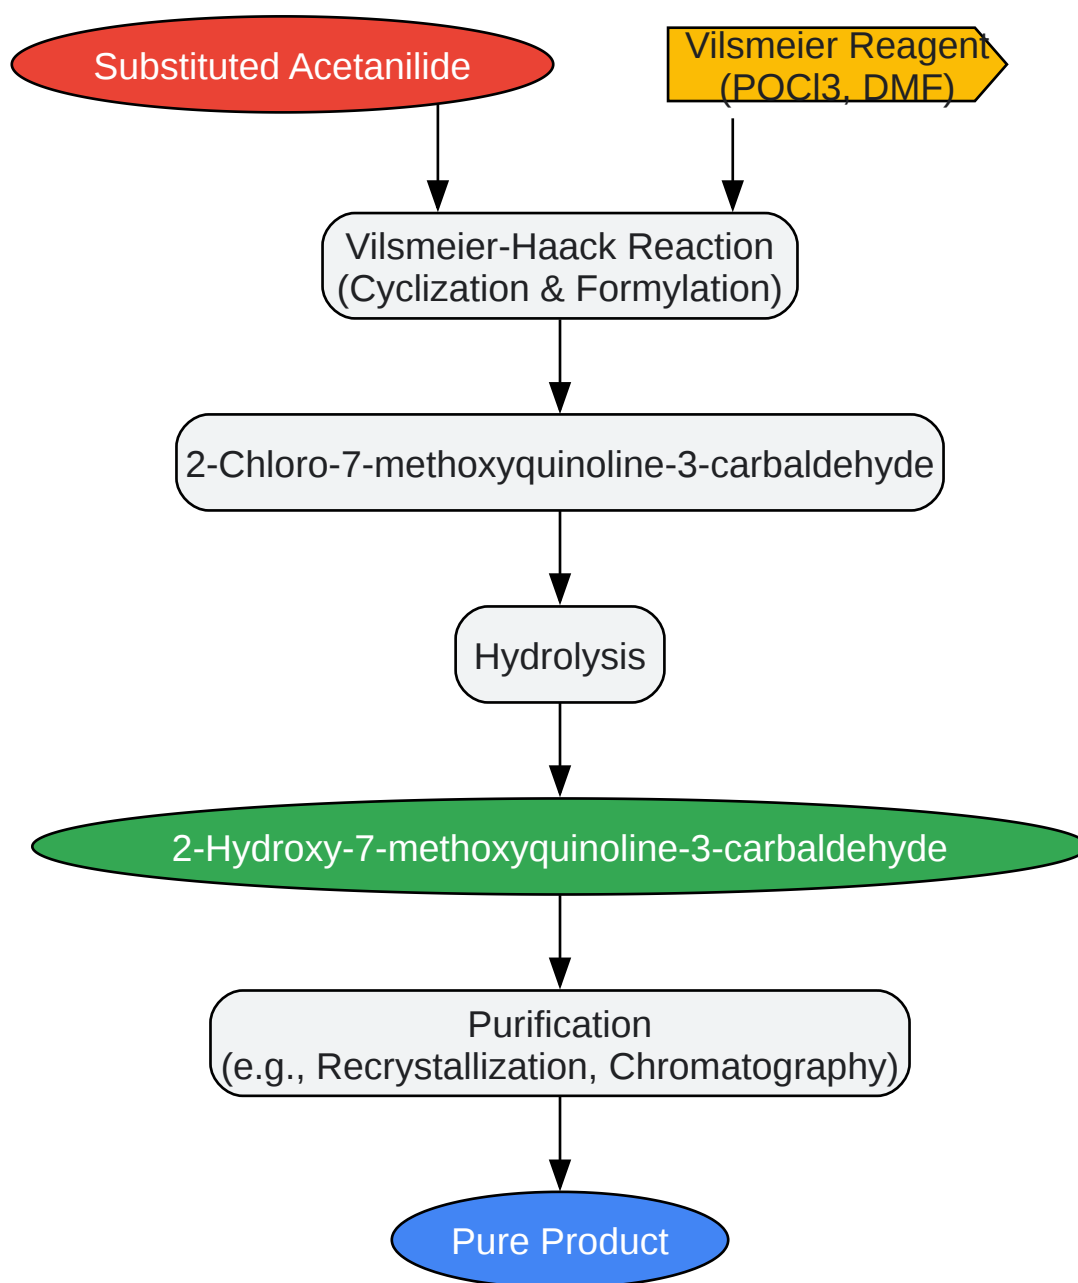 Substituted Acetanilide
Vilsmeier Reagent
(POCl3, DMF)
Vilsmeier-Haack Reaction
(Cyclization & Formylation)
2-Chloro-7-methoxyquinoline-3-carbaldehyde
Hydrolysis
2-Hydroxy-7-methoxyquinoline-3-carbaldehyde
Purification
(e.g., Recrystallization, Chromatography)
Pure Product